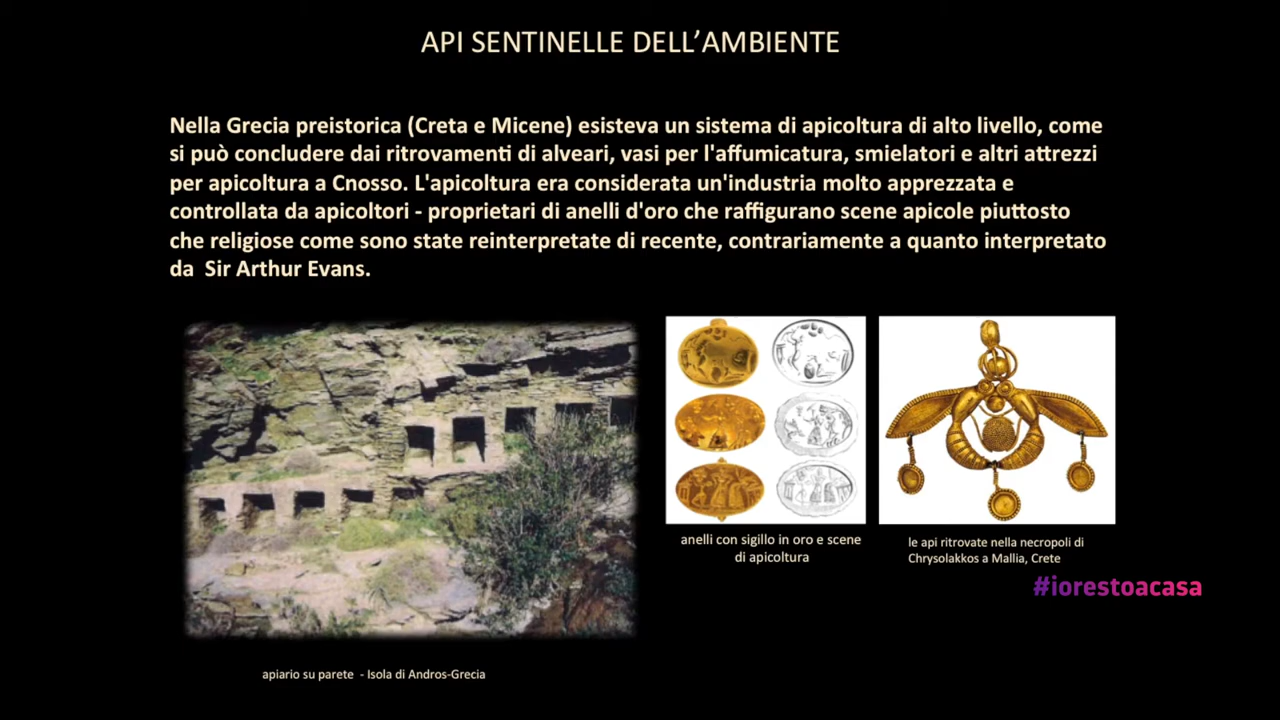 API SENTINELLE DELL’AMBIENTE
Nella Grecia preistorica (Creta e Micene) esisteva un sistema di apicoltura di alto livello, come
si può concludere dai ritrovamenti di alveari, vasi per l'affumicatura, smielatori e altri attrezzi
per apicoltura a Cnosso. L'apicoltura era considerata un'industria molto apprezzata e
controllata da apicoltori - proprietari di anelli d'oro che raffigurano scene apicole piuttosto
che religiose come sono state reinterpretate di recente, contrariamente a quanto interpretato
da  Sir Arthur Evans.
anelli con sigillo in oro e scene
di apicoltura
le api ritrovate nella necropoli di
Chrysolakkos a Mallia, Crete
#iorestoacasa
apiario su parete  - Isola di Andros-Grecia